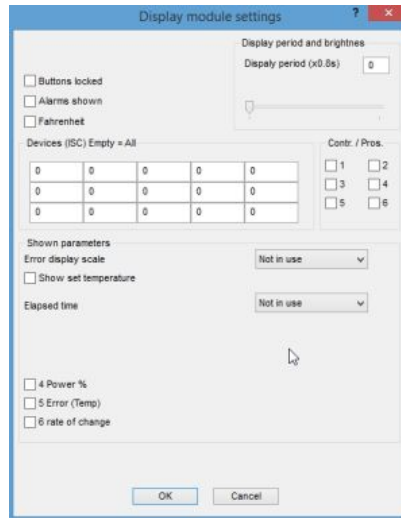 Display module settings ?
Display period and brightnes
Dispaly period (x0.8s) 0
Buttons locked
Alarms shown
Fahrenheit
Devices (ISC) Empty = All
Contr. / Pros.
0 0 0 0 0
1 2
0 0 0 0 0
3 4
0 0 0 0 0
5 6
Shown parameters
Error display scale Not in use
Show set temperature
Elapsed time Not in use
4 Power %
5 Error (Temp)
6 rate of change
OK Cancel